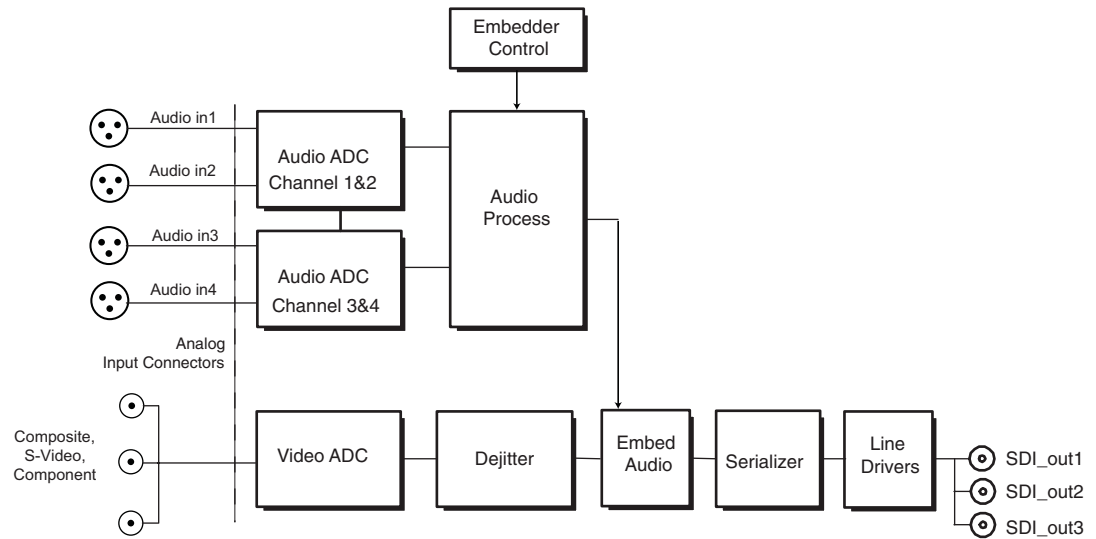 Embedder
Control
Audio in1
Audio in2
Audio in3
Audio in4
Audio ADC
Channel 1&2
Audio ADC
Channel 3&4
Audio
Process
Analog
Input Connectors
Composite,
S-Video,
Component
Video ADC
Dejitter
Embed
Audio
Serializer
Line
Drivers
SDI_out1
SDI_out2
SDI_out3